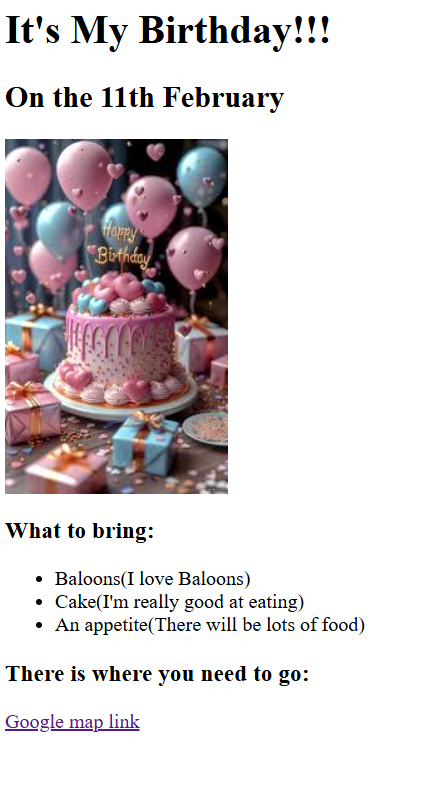 It's My Birthday!!!
On the 11th February
Happy
Birthday
What to bring:
Baloons(I love Baloons)
Cake(I'm really good at eating)
An appetite(There will be lots of food)
There is where you need to go:
Google map link